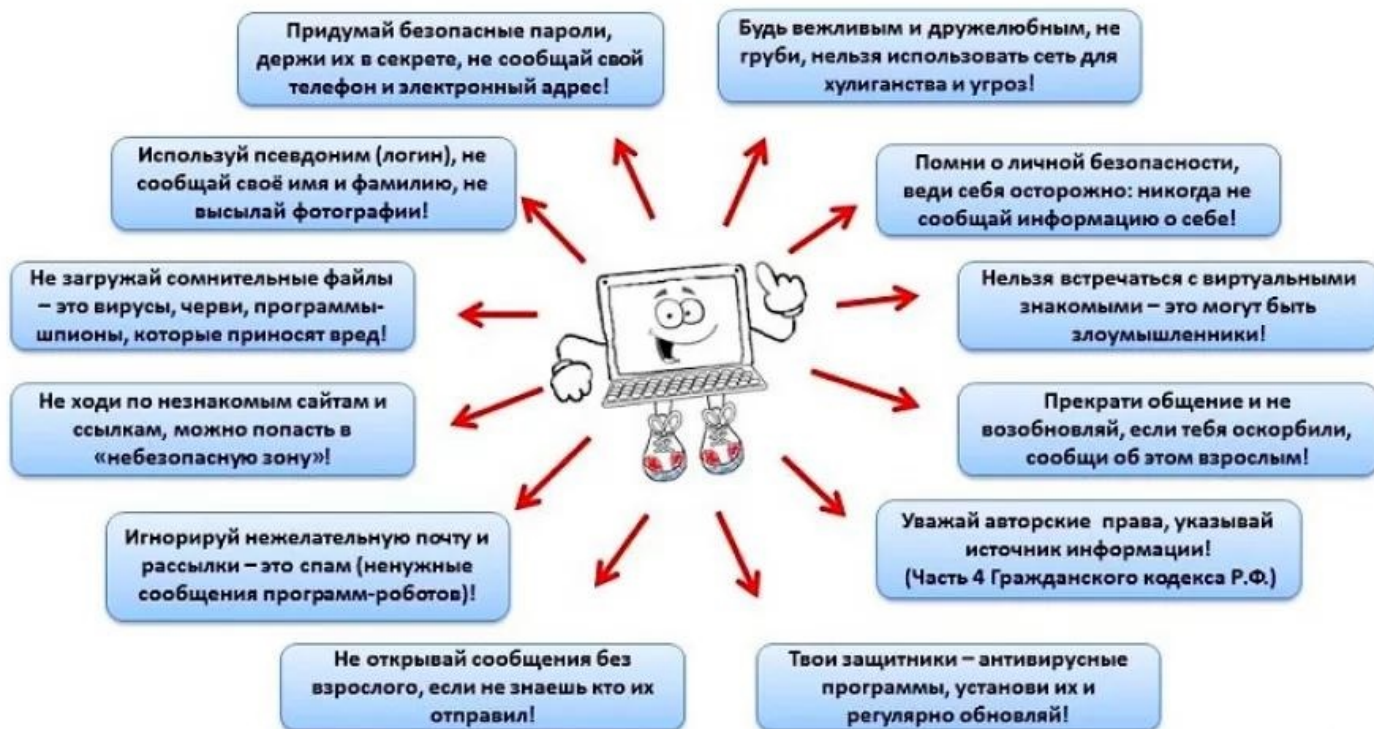 Придумай безопасные пароли,
держи их в секрете, не сообщай свой
телефон и электронный адрес!
Будь вежливым и дружелюбным, не
груби, нельзя использовать сеть для
хулиганства и угроз!
Используй псевдоним (логин), не
сообщай своё имя и фамилию, не
высылай фотографии!
Помни о личной безопасности,
веди себя осторожно: никогда не
сообщай информацию о себе!
Не загружай сомнительные файлы
– это вирусы, черви, программы-
шпионы, которые приносят вред!
Нельзя встречаться с виртуальными
знакомыми – это могут быть
злоумышленники!
Не ходи по незнакомым сайтам и
ссылкам, можно попасть в
«небезопасную зону»!
Прекрати общение и не
возобновляй, если тебя оскорбили,
сообщи об этом взрослым!
Игнорируй нежелательную почту и
рассылки – это спам (ненужные
сообщения программ-роботов)!
Уважай авторские права, указывай
источник информации!
(Часть 4 Гражданского кодекса Р.Ф.)
Не открывай сообщения без
взрослого, если не знаешь кто их
отправил!
Твои защитники – антивирусные
программы, установи их и
регулярно обновляй!